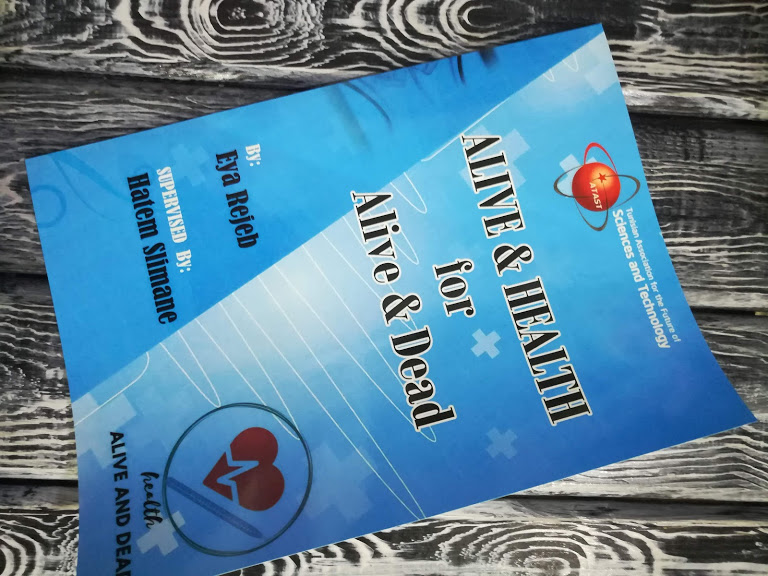 ATAST
Tunisian Association for the Future of
Sciences and Technology
ALIVE & HEALTH
for
Alive & Dead
By:
Eya Rejeb
SUPERVISED By:
Hatem Slimane
health
ALIVE AND DEAD